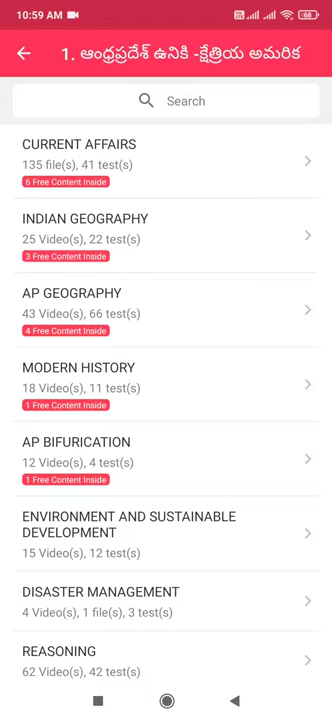 10:59 AM
68
1. ఆంధ్రప్రదేశ్ ఉనికి -క్షేత్రియ అమరిక
Search
CURRENT AFFAIRS
135 file(s), 41 test(s)
6 Free Content Inside
INDIAN GEOGRAPHY
25 Video(s), 22 test(s)
3 Free Content Inside
AP GEOGRAPHY
43 Video(s), 66 test(s)
4 Free Content Inside
MODERN HISTORY
18 Video(s), 11 test(s)
1 Free Content Inside
AP BIFURICATION
12 Video(s), 4 test(s)
1 Free Content Inside
ENVIRONMENT AND SUSTAINABLE
DEVELOPMENT
15 Video(s), 12 test(s)
DISASTER MANAGEMENT
4 Video(s), 1 file(s), 3 test(s)
REASONING
62 Video(s), 42 test(s)